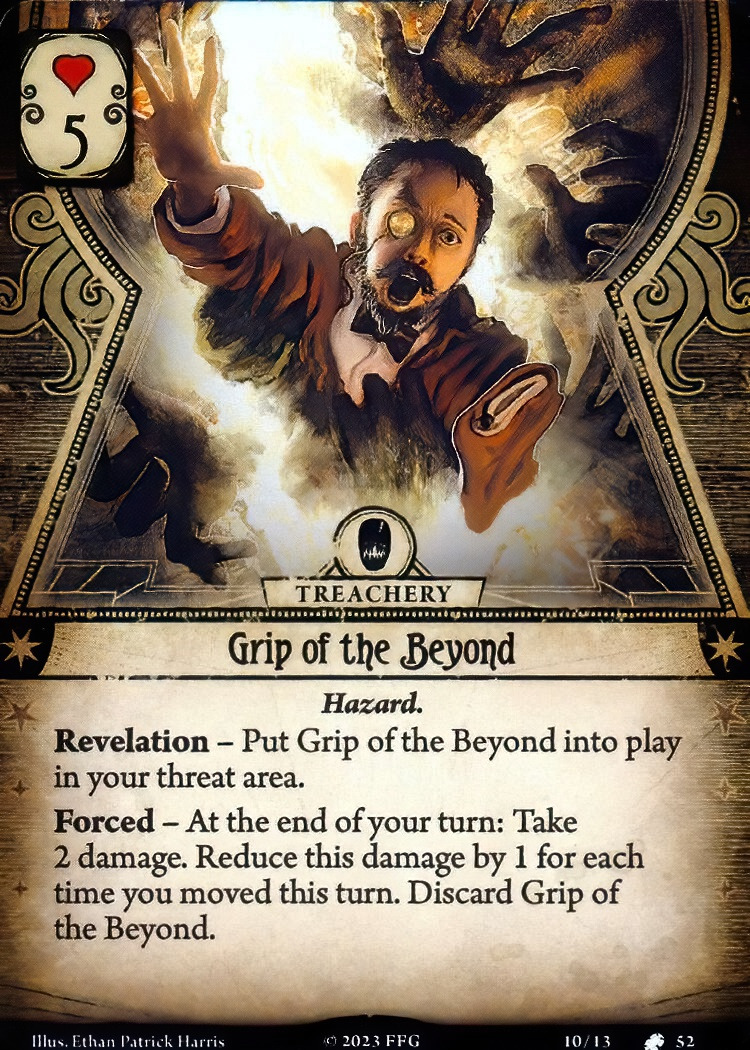 5
TREACHERY
Grip of the Beyond
Hazard.
Revelation – Put Grip of the Beyond into play
in your threat area.
Forced – At the end of your turn: Take
2 damage. Reduce this damage by 1 for each
time you moved this turn. Discard Grip of
the Beyond.
Illus. Ethan Patrick Harris © 2023 FFG 10/13 52